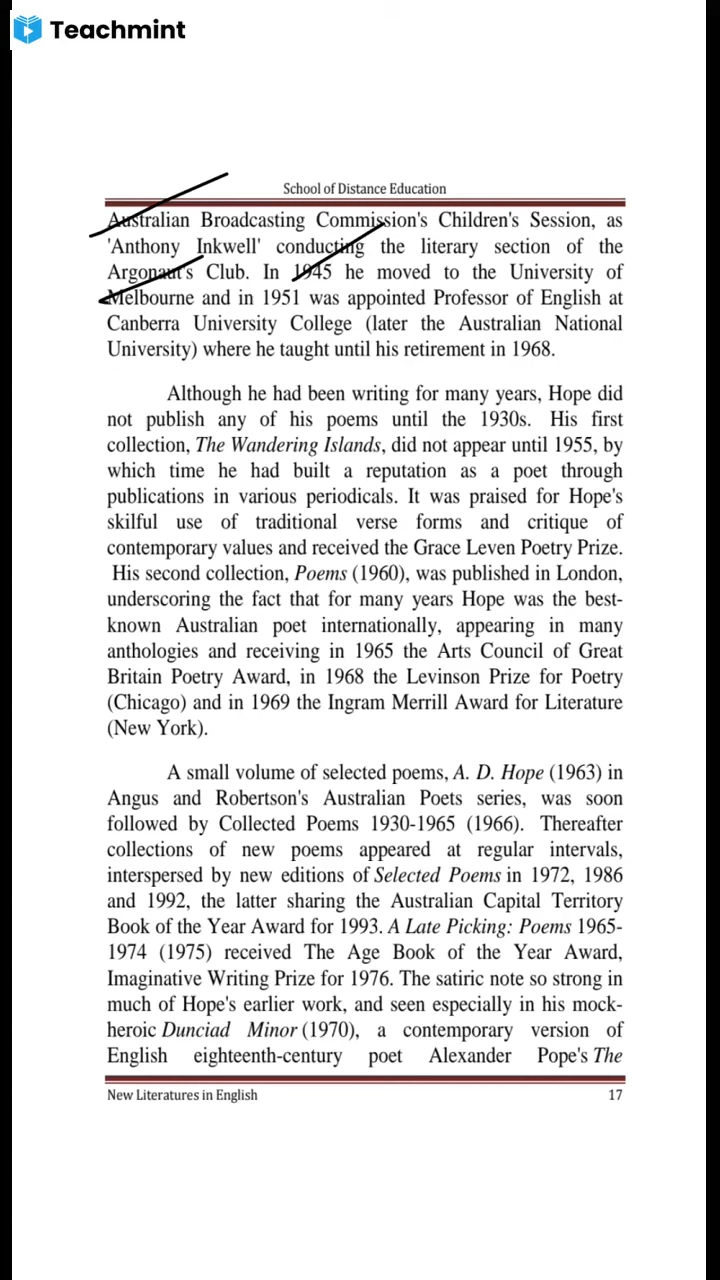 Teachmint
School of Distance Education
Australian Broadcasting Commission's Children's Session, as
'Anthony Inkwell' conducting the literary section of the
Argonaut's Club. In 1945 he moved to the University of
Melbourne and in 1951 was appointed Professor of English at
Canberra University College (later the Australian National
University) where he taught until his retirement in 1968.
Although he had been writing for many years, Hope did
not publish any of his poems until the 1930s. His first
collection, The Wandering Islands, did not appear until 1955, by
which time he had built a reputation as a poet through
publications in various periodicals. It was praised for Hope's
skilful use of traditional verse forms and critique of
contemporary values and received the Grace Leven Poetry Prize.
His second collection, Poems (1960), was published in London,
underscoring the fact that for many years Hope was the best-
known Australian poet internationally, appearing in many
anthologies and receiving in 1965 the Arts Council of Great
Britain Poetry Award, in 1968 the Levinson Prize for Poetry
(Chicago) and in 1969 the Ingram Merrill Award for Literature
(New York).
A small volume of selected poems, A. D. Hope (1963) in
Angus and Robertson's Australian Poets series, was soon
followed by Collected Poems 1930-1965 (1966). Thereafter
collections of new poems appeared at regular intervals,
interspersed by new editions of Selected Poems in 1972, 1986
and 1992, the latter sharing the Australian Capital Territory
Book of the Year Award for 1993. A Late Picking: Poems 1965-
1974 (1975) received The Age Book of the Year Award,
Imaginative Writing Prize for 1976. The satiric note so strong in
much of Hope's earlier work, and seen especially in his mock-
heroic Dunciad Minor (1970), a contemporary version of
English eighteenth-century poet Alexander Pope's The
New Literatures in English 17